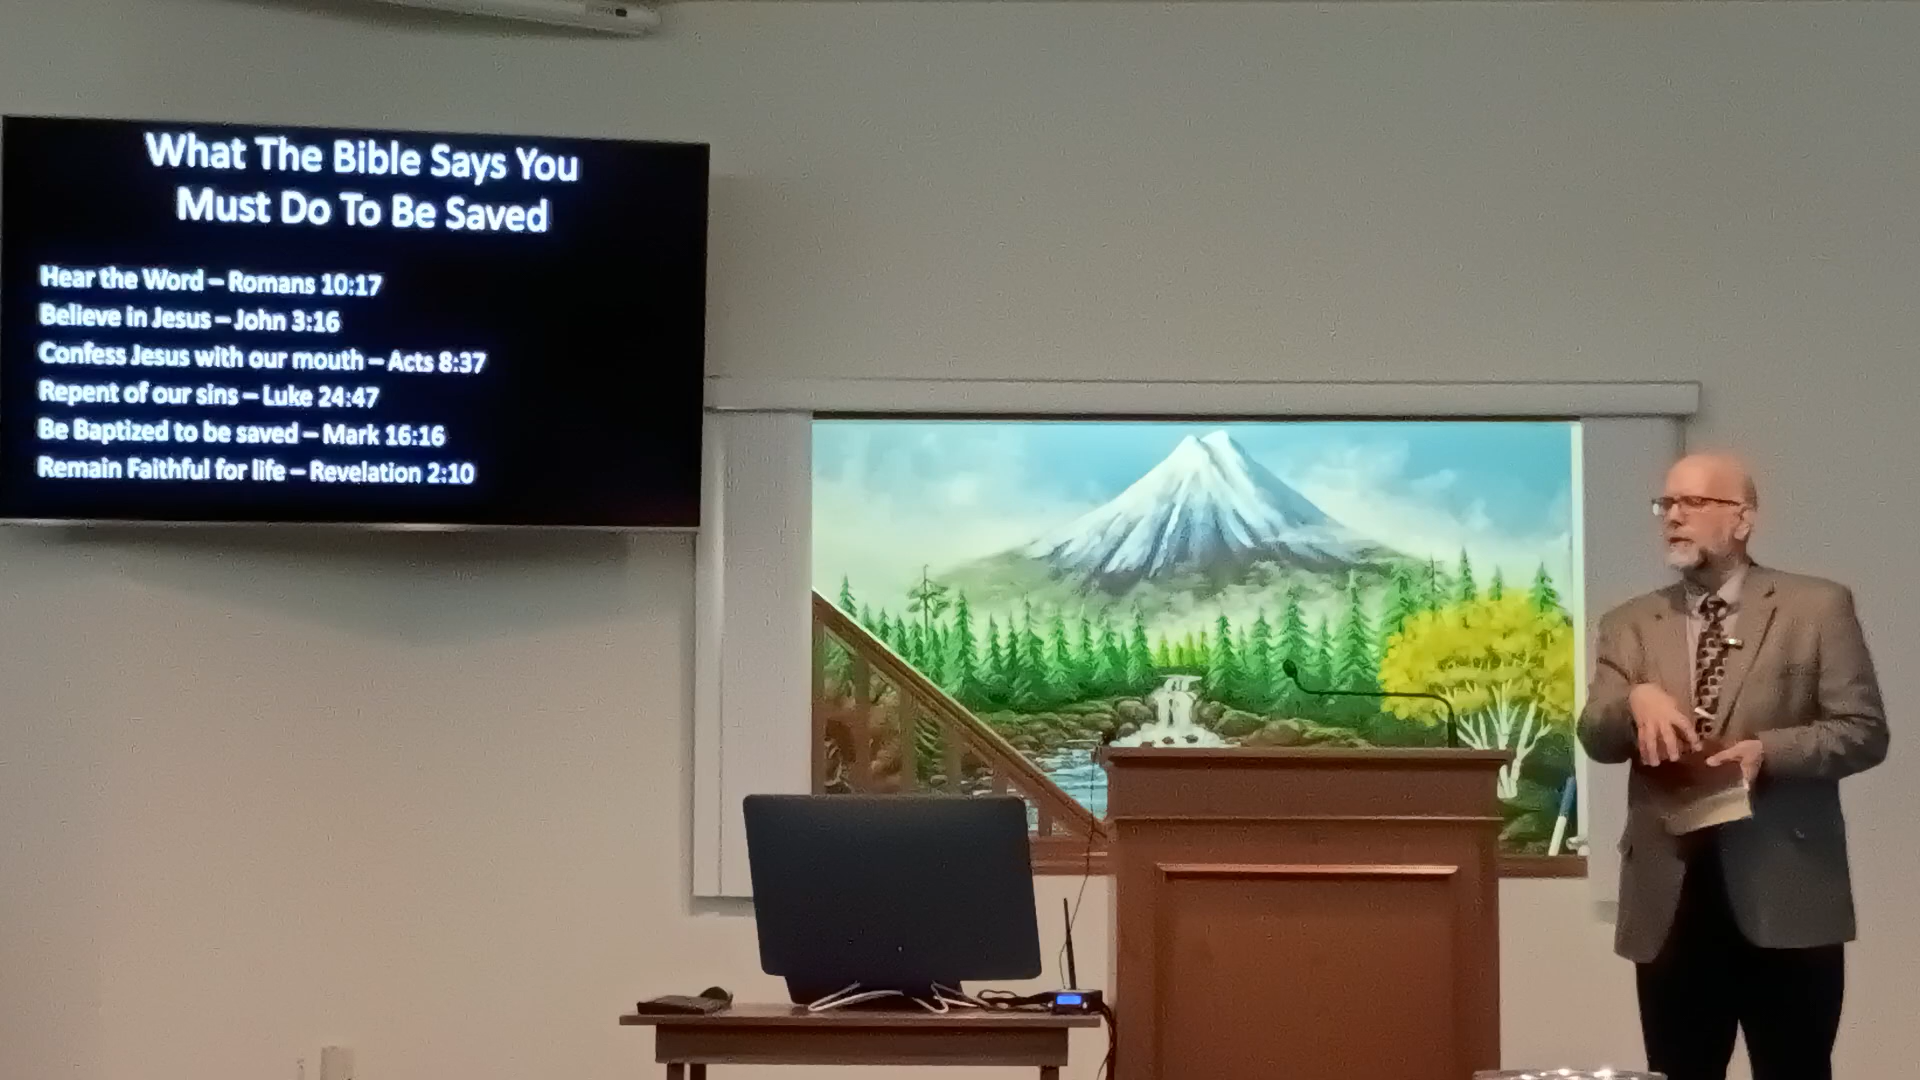 What The Bible Says You
Must Do To Be Saved
Hear the Word – Romans 10:17
Believe in Jesus – John 3:16
Confess Jesus with our mouth – Acts 8:37
Repent of our sins – Luke 24:47
Be Baptized to be saved – Mark 16:16
Remain Faithful for life – Revelation 2:10